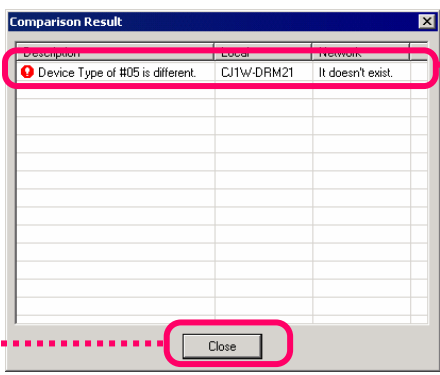 Comparison Result
Description Local Network
Device Type of #05 is different. CJ1W-DRM21 It doesn't exist.
Close